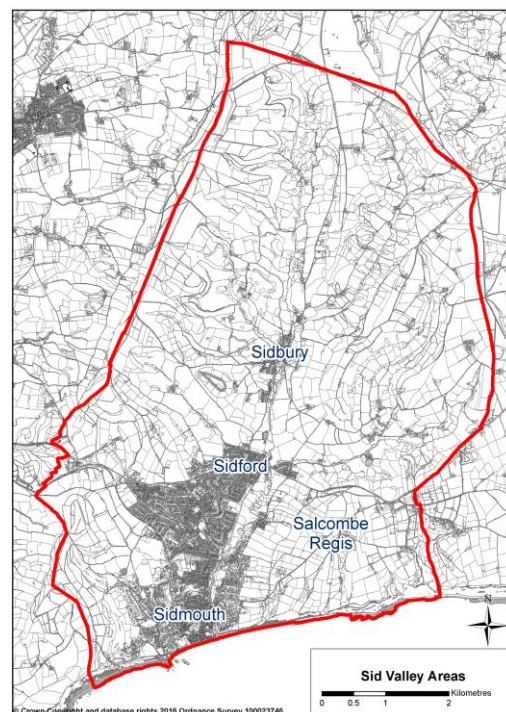 Sidbury
Sidford
Salcombe
Regis
Sidmouth
N
Sid Valley Areas
Kilometres
0 0.5 1 2
© Crown Copyright and database rights 2016 Ordnance Survey 100023746